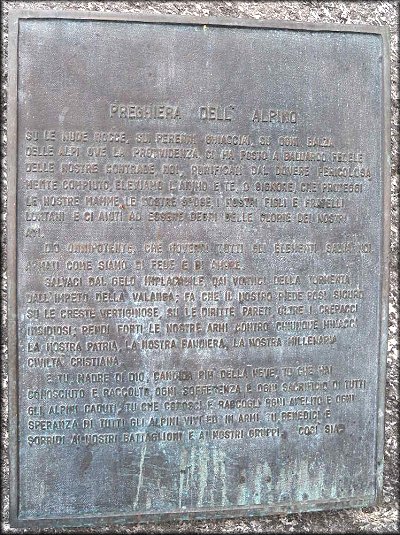 PREGHIERA DELL' ALPINO
SU LE NUDE ROCCE, SU PERENNI GHIACCIAI, SU OGNI BALZA
DELLE ALPI OVE LA PROVVIDENZA CI HA POSTO A BALUARDO FEDELE
DELLE NOSTRE CONTRADE, NOI, PURIFICATI DAL DOVERE PERICOLOSA
MENTE COMPIUTO, ELEVIAMO L'ANIMO A TE, O SIGNORE, CHE PROTEGGI
LE NOSTRE MAMME, LE NOSTRE SPOSE, I NOSTRI FIGLI E FRATELLI
LONTANI E CI AIUTI AD ESSERE DEGNI DELLE GLORIE DEI NOSTRI
AVI.
DIO ONNIPOTENTE, CHE GOVERNI TUTTI GLI ELEMENTI, SALVA NOI
ARMATI COME SIAMO DI FEDE E DI AMORE.
SALVACI DAL GELO IMPLACABILE, DAI VORTICI DELLA TORMENTA,
DALL'IMPETO DELLA VALANGA; FA CHE IL NOSTRO PIEDE POSI SICURO
SU LE CRESTE VERTIGINOSE, SU LE DIRITTE PARETI OLTRE I CREPACCI
INSIDIOSI; RENDI FORTI LE NOSTRE ARMI CONTRO CHIUNQUE MINACCI
LA NOSTRA PATRIA, LA NOSTRA BANDIERA, LA NOSTRA MILLENARIA
CIVILTA' CRISTIANA.
E TU, MADRE DI DIO, CANDIDA PIU' DELLA NEVE, TU CHE HAI
CONOSCIUTO E RACCOLTO OGNI SOFFERENZA E OGNI SACRIFICIO DI TUTTI
GLI ALPINI CADUTI, TU CHE CONOSCI E RACCOGLI OGNI ANELITO E OGNI
SPERANZA DI TUTTI GLI ALPINI VIVI ED IN ARMI, TU BENEDICI E
SORRIDI AI NOSTRI BATTAGLIONI E AI NOSTRI GRUPPI. COSI SIA